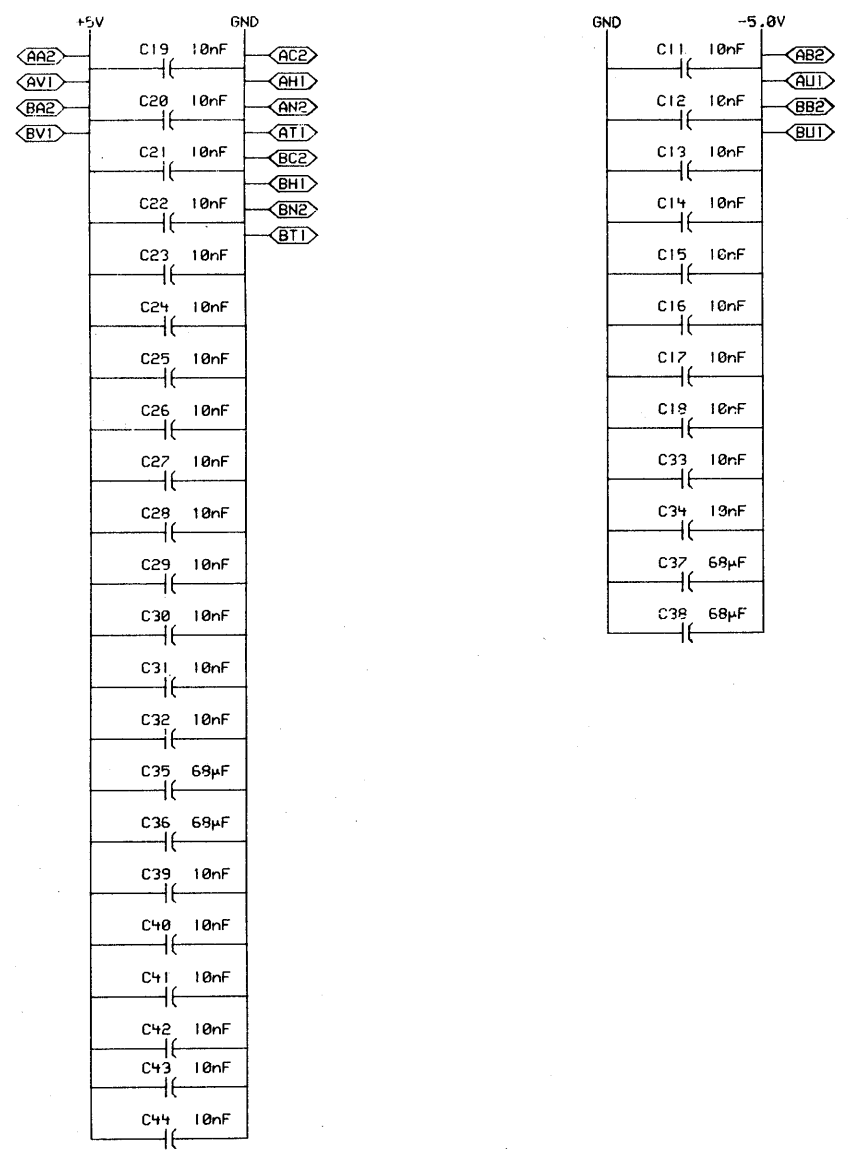 +5V GND
AA2 C19 10nF AC2
AV1 AH1
BA2 C20 10nF AN2
BV1 AT1
C21 10nF BC2
BH1
C22 10nF BN2
BT1
C23 10nF
C24 10nF
C25 10nF
C26 10nF
C27 10nF
C28 10nF
C29 10nF
C30 10nF
C31 10nF
C32 10nF
C35 68µF
C36 68µF
C39 10nF
C40 10nF
C41 10nF
C42 10nF
C43 10nF
C44 10nF
GND -5.0V
C11 10nF AB2
AU1
C12 10nF BB2
BU1
C13 10nF
C14 10nF
C15 10nF
C16 10nF
C17 10nF
C18 10nF
C33 10nF
C34 10nF
C37 68µF
C38 68µF